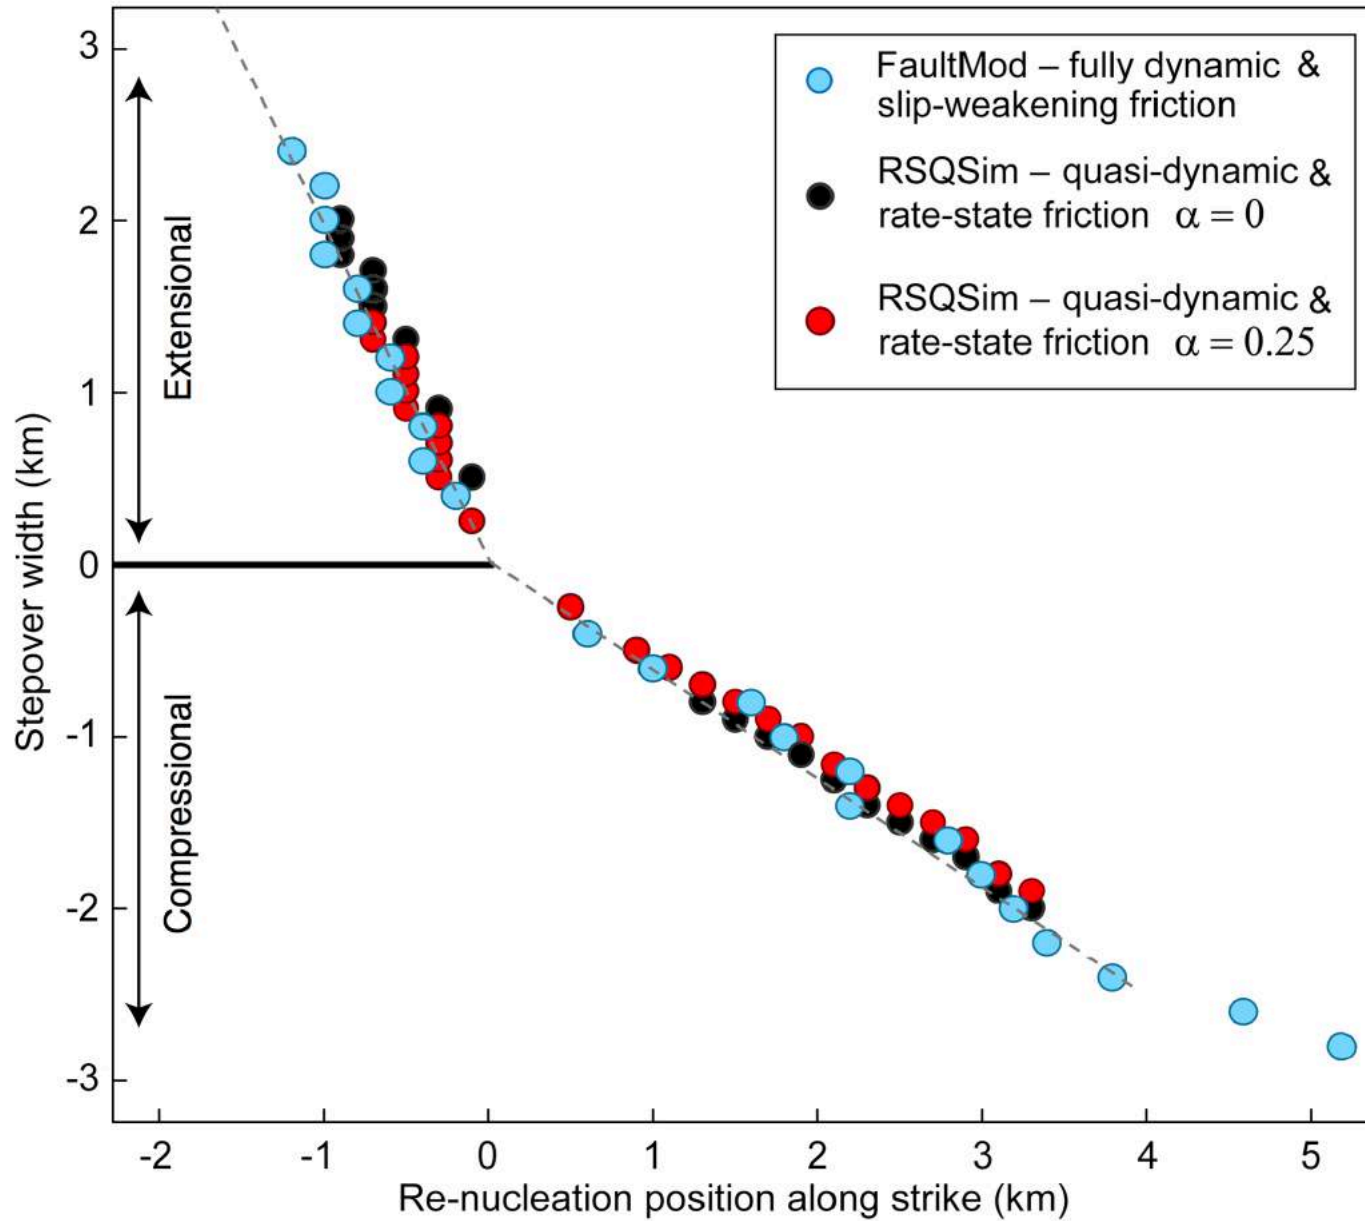 FaultMod – fully dynamic &
slip-weakening friction
RSQSim – quasi-dynamic &
rate-state friction α = 0
RSQSim – quasi-dynamic &
rate-state friction α = 0.25
Extensional
Compressional
Stepover width (km)
3
2
1
0
-1
-2
-3
-2 -1 0 1 2 3 4 5
Re-nucleation position along strike (km)